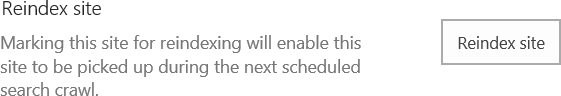 Reindex site
Marking this site for reindexing will enable this
site to be picked up during the next scheduled
search crawl.
Reindex site